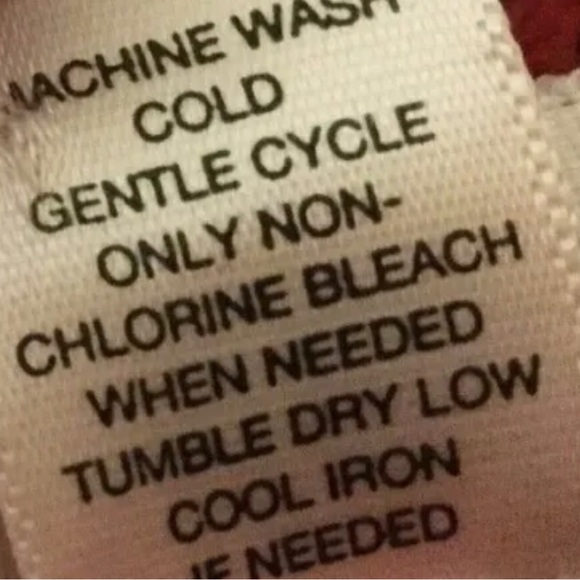 MACHINE WASH
COLD
GENTLE CYCLE
ONLY NON-
CHLORINE BLEACH
WHEN NEEDED
TUMBLE DRY LOW
COOL IRON
IF NEEDED